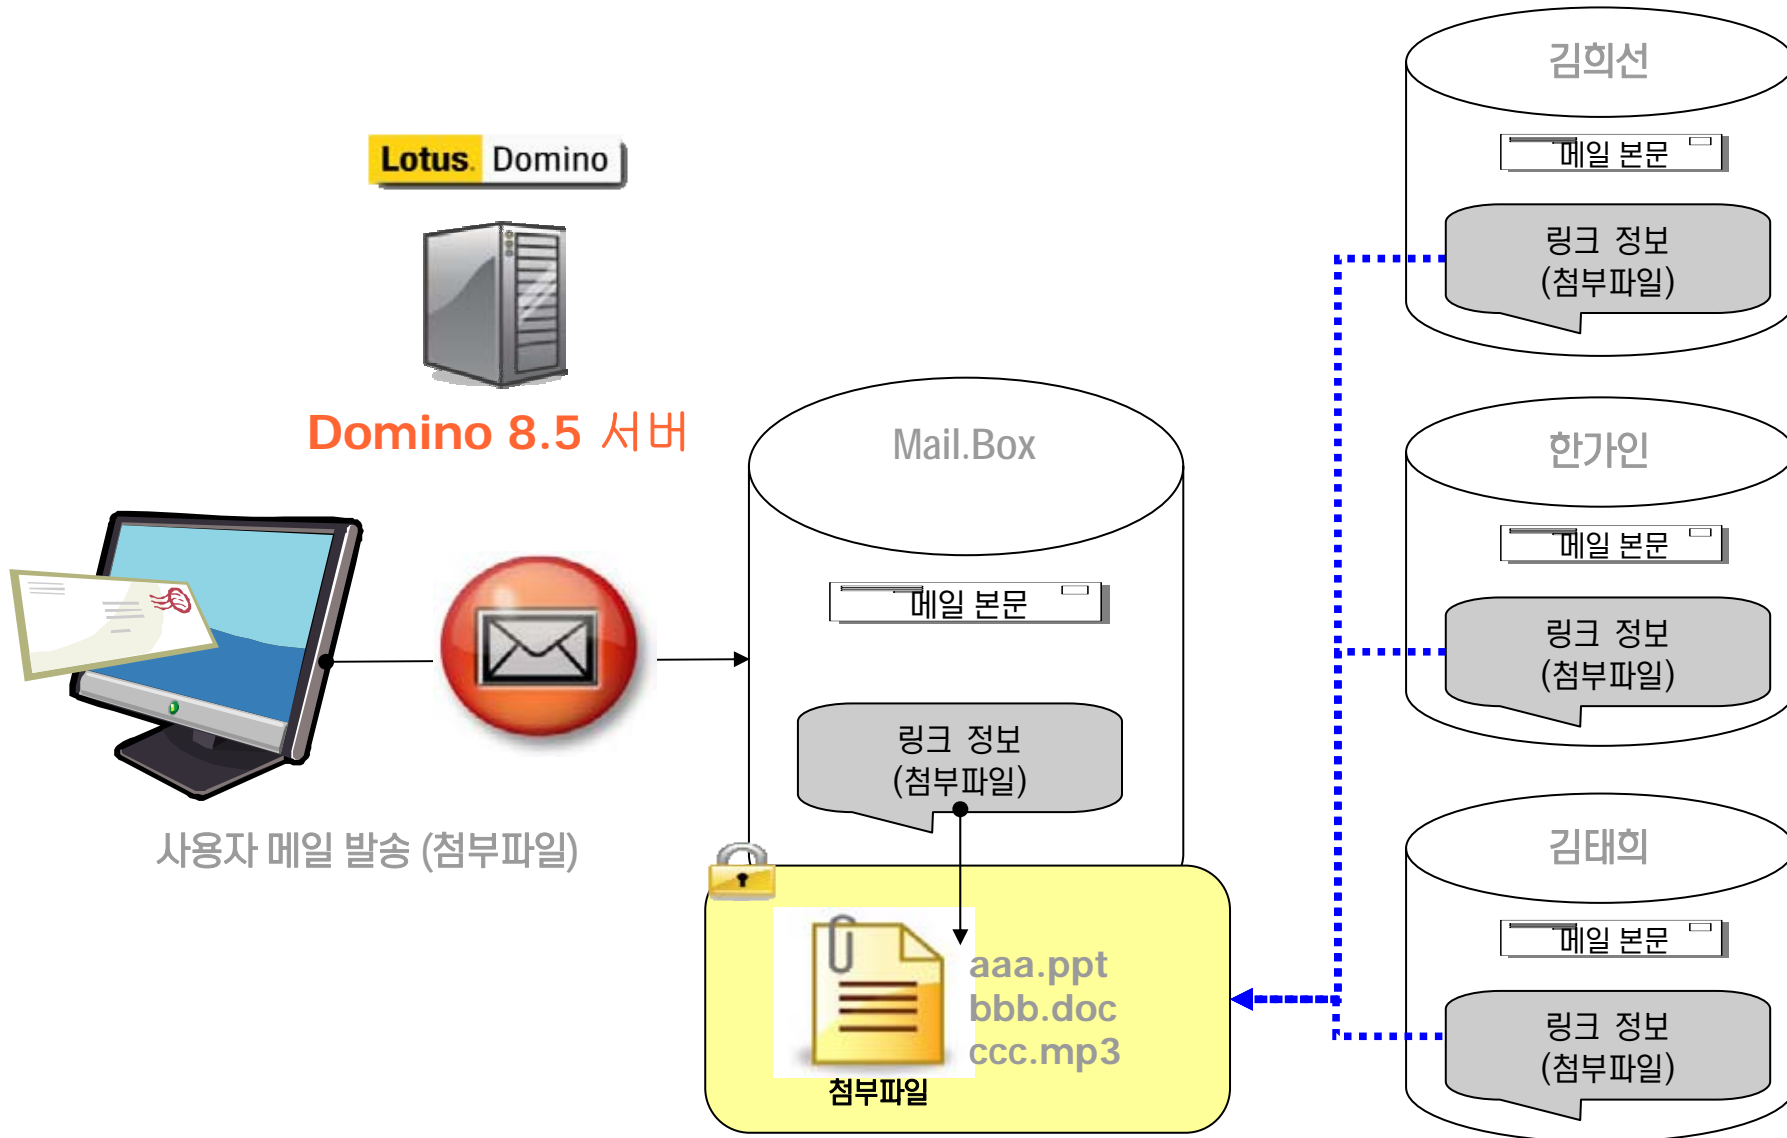 Lotus. Domino
Domino 8.5 서버
사용자 메일 발송 (첨부파일)
Mail.Box
메일 본문
링크 정보
(첨부파일)
aaa.ppt
bbb.doc
ccc.mp3
첨부파일
김희선
메일 본문
링크 정보
(첨부파일)
한가인
메일 본문
링크 정보
(첨부파일)
김태희
메일 본문
링크 정보
(첨부파일)